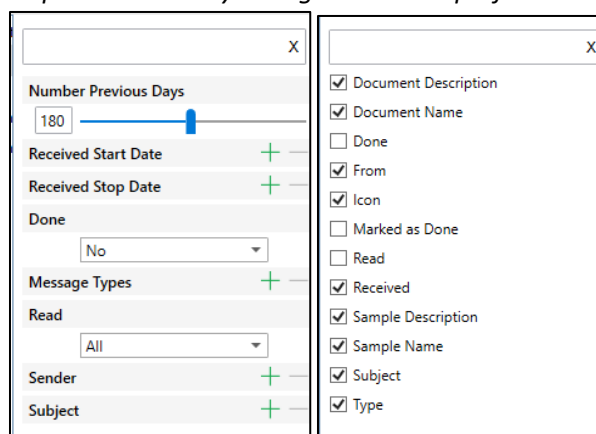 X
Number Previous Days
180
Received Start Date
Received Stop Date
Done
No
Message Types
Read
All
Sender
Subject
X
Document Description
Document Name
Done
From
Icon
Marked as Done
Read
Received
Sample Description
Sample Name
Subject
Type